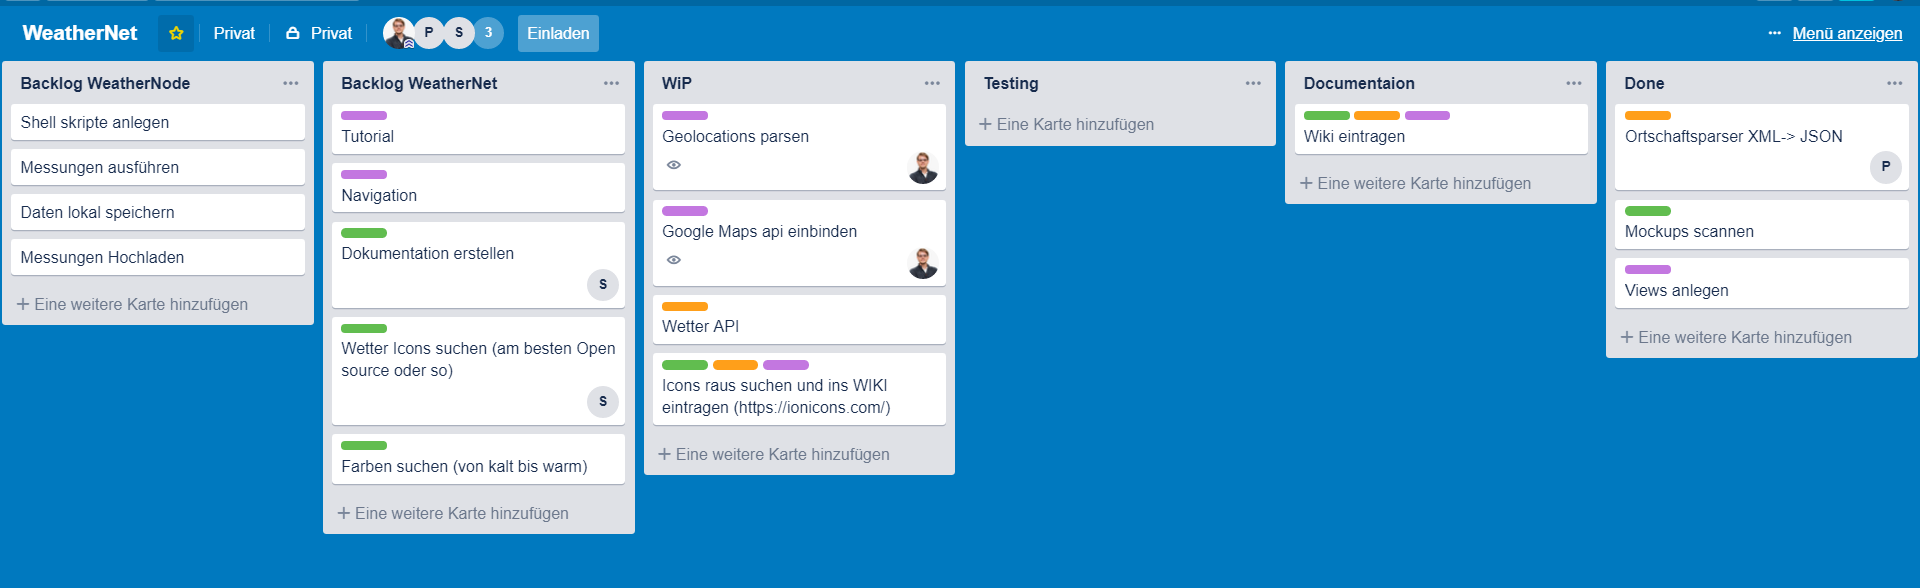 WeatherNet
Privat
Privat
P
S
3
Einladen
Menü anzeigen
Backlog WeatherNode
Shell skripte anlegen
Messungen ausführen
Daten lokal speichern
Messungen Hochladen
+ Eine weitere Karte hinzufügen
Backlog WeatherNet
Tutorial
Navigation
Dokumentation erstellen
S
Wetter Icons suchen (am besten Open
source oder so)
S
Farben suchen (von kalt bis warm)
+ Eine weitere Karte hinzufügen
WiP
Geolocations parsen
Google Maps api einbinden
Wetter API
Icons raus suchen und ins WIKI
eintragen (https://ionicons.com/)
+ Eine weitere Karte hinzufügen
Testing
+ Eine Karte hinzufügen
Documentaion
Wiki eintragen
+ Eine weitere Karte hinzufügen
Done
Ortschaftsparser XML-> JSON
P
Mockups scannen
Views anlegen
+ Eine weitere Karte hinzufügen